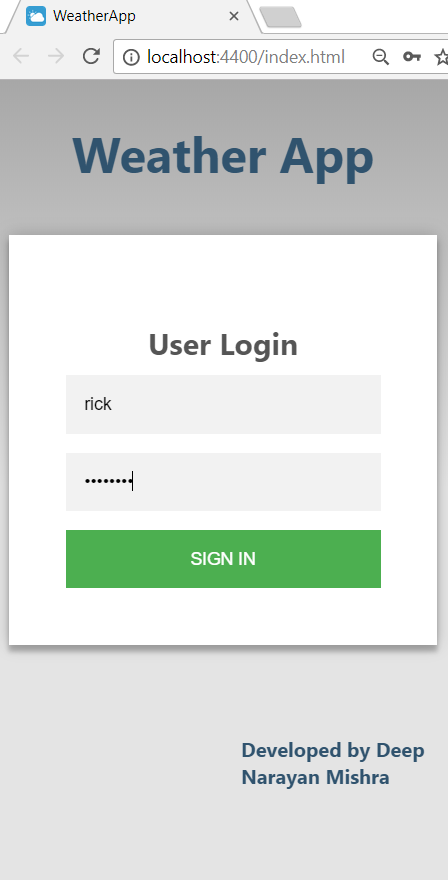 WeatherApp
localhost:4400/index.html
Weather App
User Login
rick
••••••••
SIGN IN
Developed by Deep
Narayan Mishra